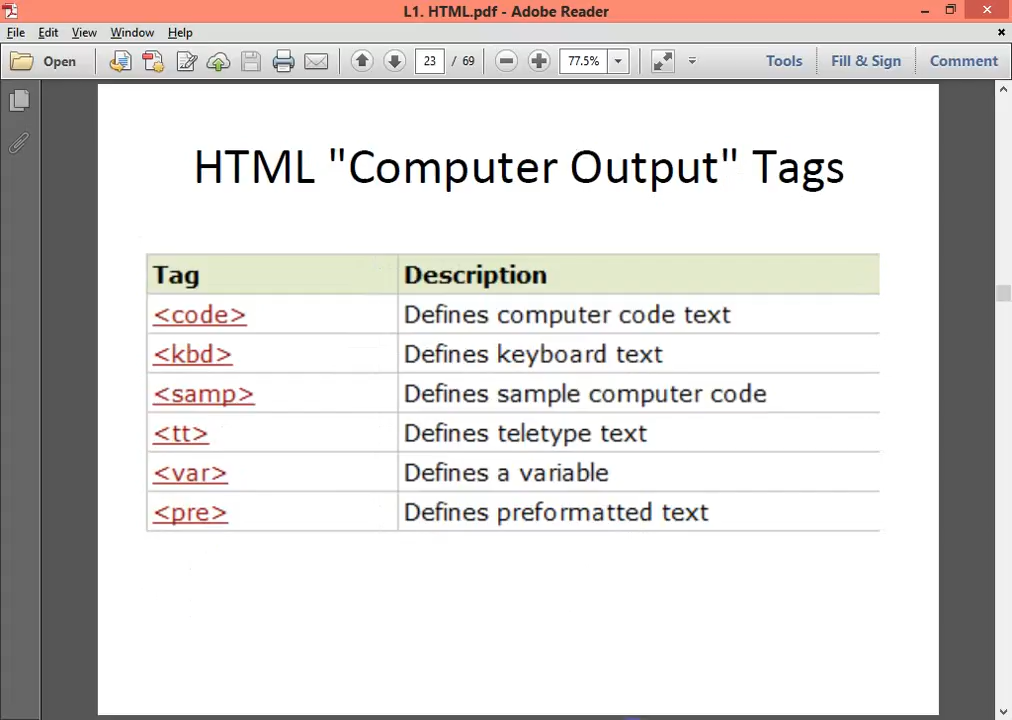 L1. HTML.pdf - Adobe Reader
File Edit View Window Help
Open 23 / 69 77.5% Tools Fill & Sign Comment
HTML "Computer Output" Tags
Tag Description
<code> Defines computer code text
<kbd> Defines keyboard text
<samp> Defines sample computer code
<tt> Defines teletype text
<var> Defines a variable
<pre> Defines preformatted text